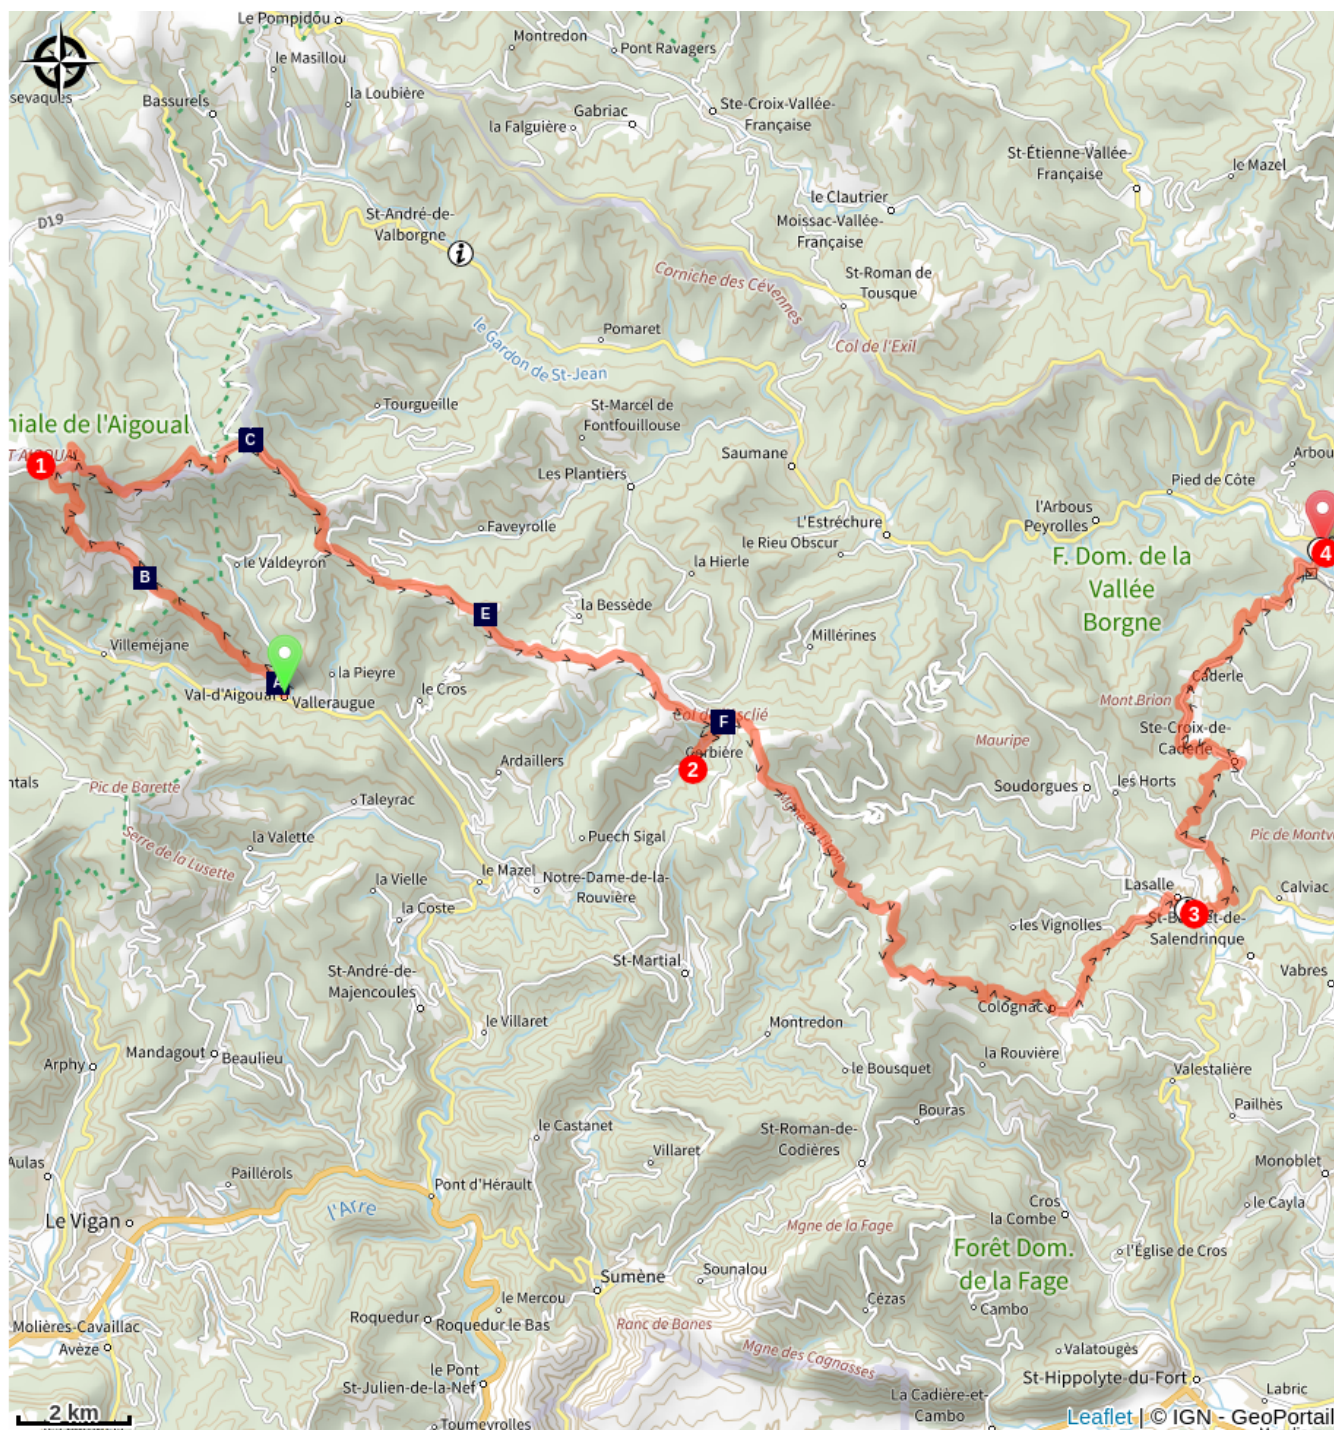 Le Pompidou
Montredon
Pont Ravagers
le Masillou
sevaques
Bassurels
la Loubière
Gabriac
la Falguière
Ste-Croix-Vallée-
Française
St-Étienne-Vallée-
Française
le Mazel
D19
St-André-de-
Valborgne
i
le Clautrier
Moissac-Vallée-
Française
Corniche des Cévennes
St-Roman de
Tousque
le Gardon de St-Jean
Pomaret
Col de l'Exil
niale de l'Aigoual
Tourgueille
St-Marcel de
Fontfouillouse
C
1
Les Plantiers
Saumane
Arbou
Pied de Côte
Faveyrolle
L'Estréchure
l'Arbous
Peyrolles
le Rieu Obscur
F. Dom. de la
Vallée
Borgne
4
le Valdeyron
B
la Hierle
la Bessède
E
Millérines
Villeméjane
la Pieyre
A
Val-d'Aigoual
Valleraugue
le Cros
Caderle
Mont Brion
F
Ste-Croix-de-
Caderle
Mauripe
Corbière
2
Ardaillers
ntals
Pic de Barette
Soudorgues
les Horts
Taleyrac
Mgne du Liron
Serre de la Lusette
la Valette
Puech Sigal
Pic de Montv
le Mazel
Notre-Dame-de-la-
Rouvière
la Vielle
la Coste
Lasalle
Calviac
3
les Vignolles
Salendrinque
Vabres
St-André-de-
Majencoules
St-Martial
Colognac
le Villaret
Montredon
Mandagout
Beaulieu
Arphy
le Bousquet
la Rouvière
Valestalière
Bouras
Pailhès
le Castanet
St-Roman-de-
Codières
Villaret
Aulas
Paillérols
Monoblet
Pont d'Hérault
l'Arre
Le Vigan
Cros
la Combe
le Cayla
Mgne de la Fage
Forêt Dom.
de la Fage
l'Église de Cros
Sumène
Sounalou
le Mercou
Cézas
Cambo
Roquedur
Roquedur le Bas
Ranc de Banes
Molières-Cavaillac
Avèze
Mgne des Cagnasses
Valatougès
le Pont
St-Julien-de-la-Nef
St-Hippolyte-du-Fort
La Cadière-et-
Cambo
Labric
2 km
Toumeyrolles
Leaflet | © IGN - GeoPortail